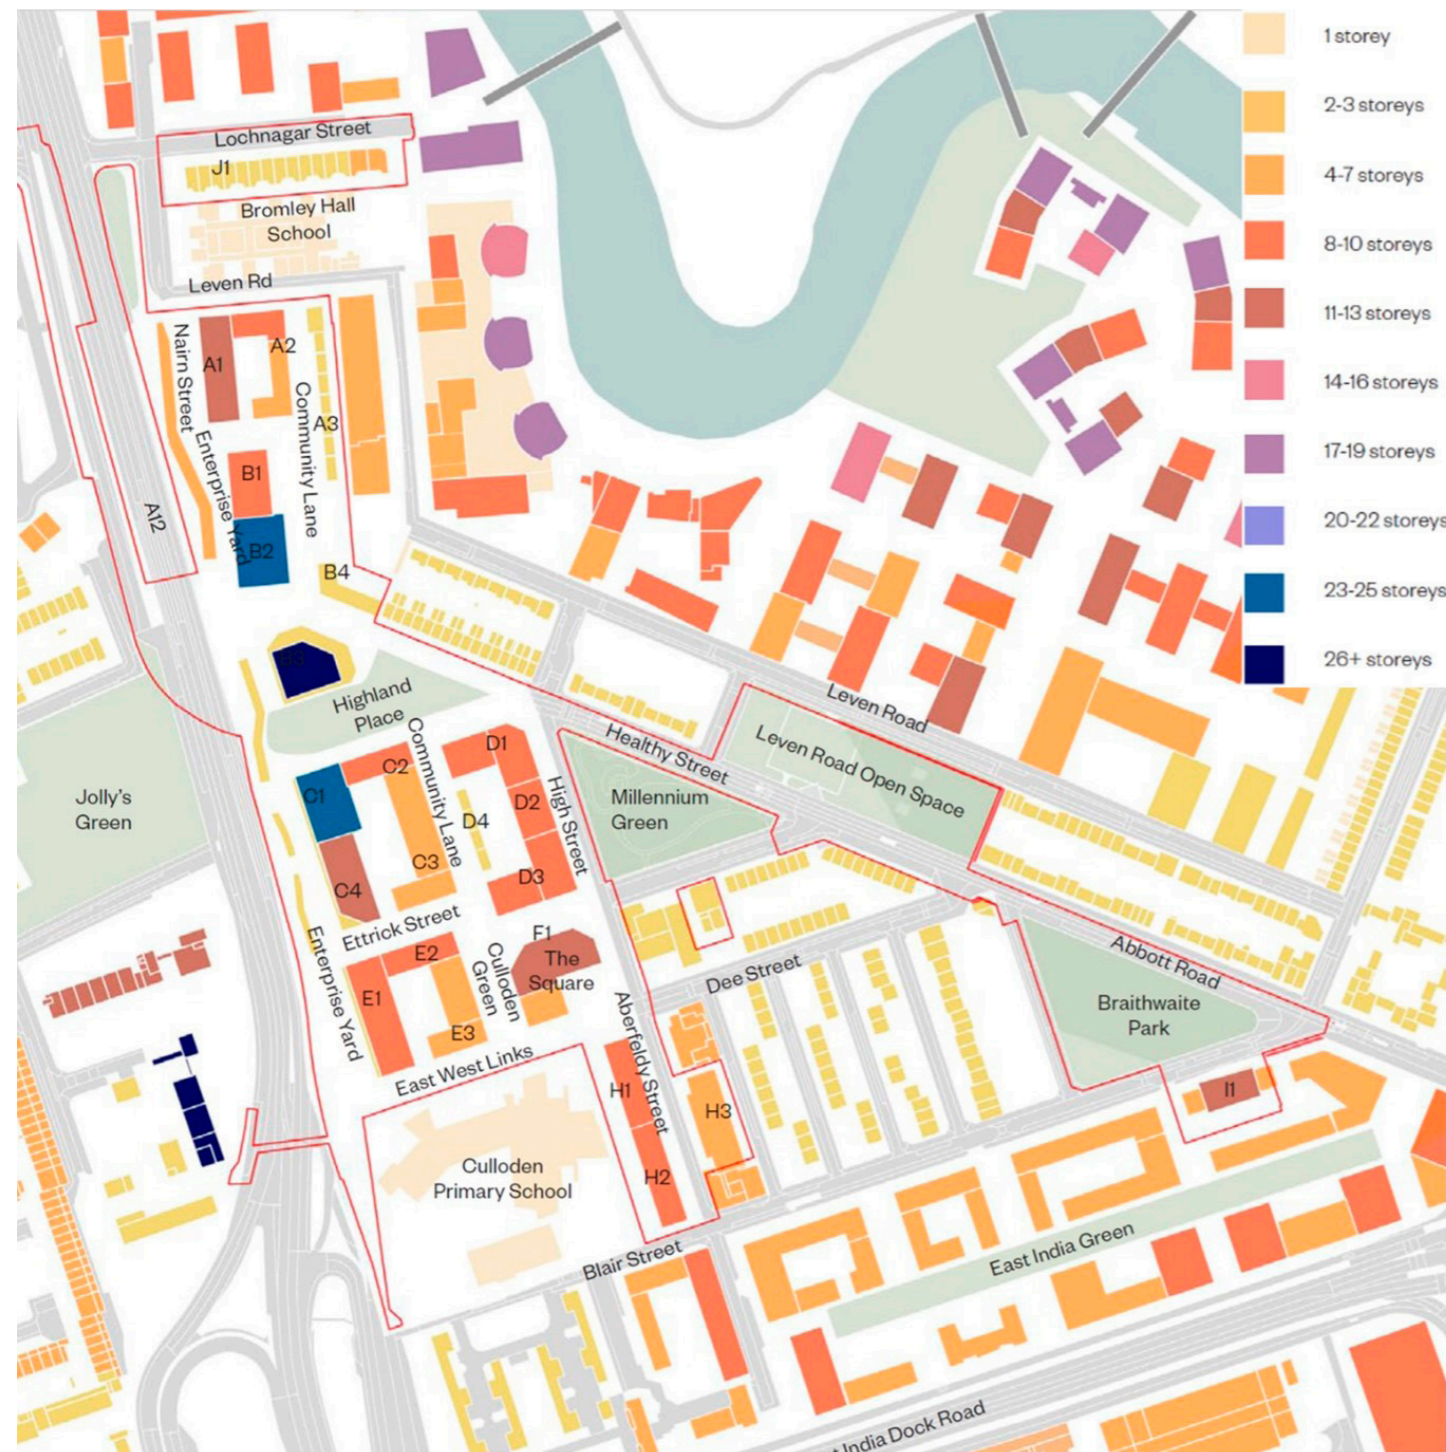 1 storey
2-3 storeys
4-7 storeys
8-10 storeys
11-13 storeys
14-16 storeys
17-19 storeys
20-22 storeys
23-25 storeys
26+ storeys
Lochnagar Street
J1
Bromley Hall
School
Leven Rd
Nairn Street
A1
A2
Community Lane
A3
Enterprise Yard
B1
A12
B2
B4
B3
Highland
Place
Leven Road
Healthy Street
Leven Road Open Space
Jolly's
Green
C1
C2
Community Lane
D1
D2
High Street
Millennium
Green
D4
C3
C4
D3
Ettrick Street
Enterprise Yard
E2
Culloden
Green
F1
The
Square
Dee Street
Abbott Road
Braithwaite
Park
E1
E3
East West Links
Aberfeldy Street
H1
H3
I1
H2
Culloden
Primary School
Blair Street
East India Green
t India Dock Road